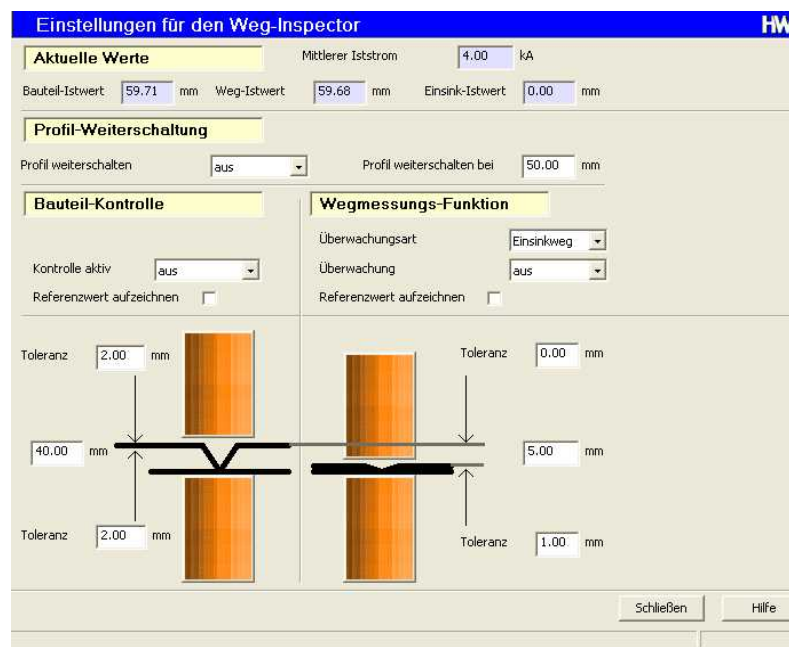 Einstellungen für den Weg-Inspector HW
Aktuelle Werte Mittlerer Iststrom 4.00 kA
Bauteil-Istwert 59.71 mm Weg-Istwert 59.68 mm Einsink-Istwert 0.00 mm
Profil-Weiterschaltung
Profil weiterschalten aus Profil weiterschalten bei 50.00 mm
Bauteil-Kontrolle Wegmessungs-Funktion
Überwachungsart Einsinkweg
Kontrolle aktiv aus Überwachung aus
Referenzwert aufzeichnen Referenzwert aufzeichnen
Toleranz 2.00 mm Toleranz 0.00 mm
40.00 mm 5.00 mm
Toleranz 2.00 mm Toleranz 1.00 mm
Schließen Hilfe